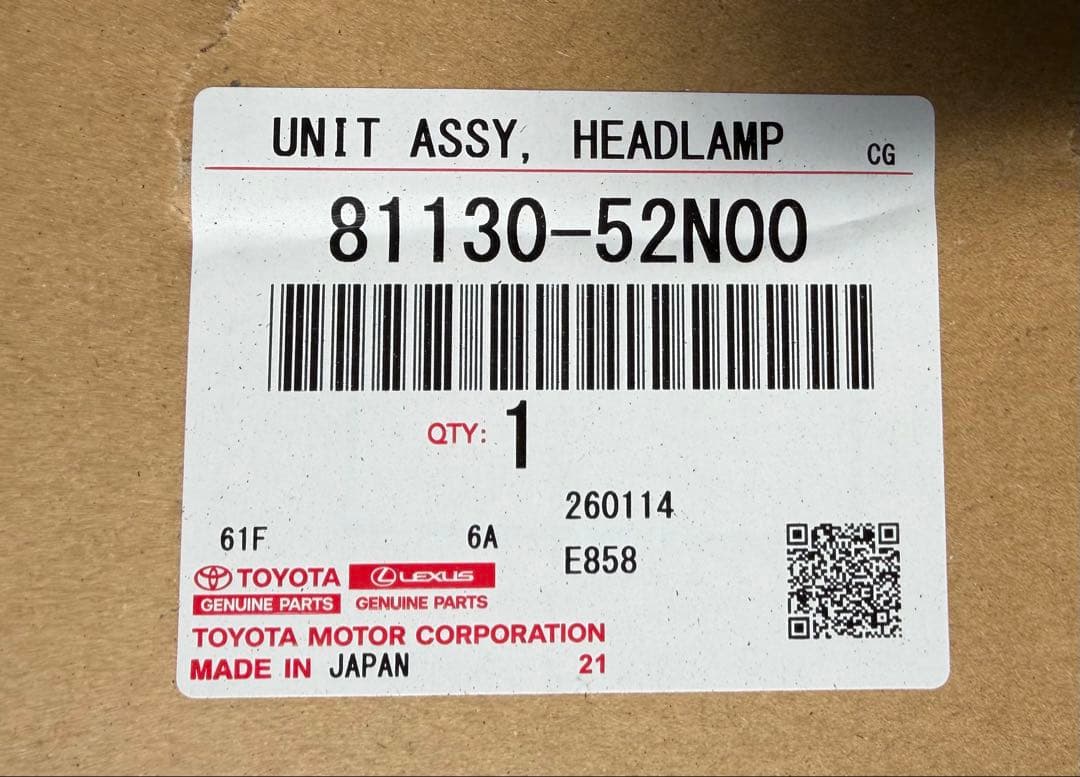 UNIT ASSY, HEADLAMP CG
81130-52N00
QTY: 1
260114
61F 6A
E858
TOYOTA LEXUS
GENUINE PARTS GENUINE PARTS
TOYOTA MOTOR CORPORATION
MADE IN JAPAN 21